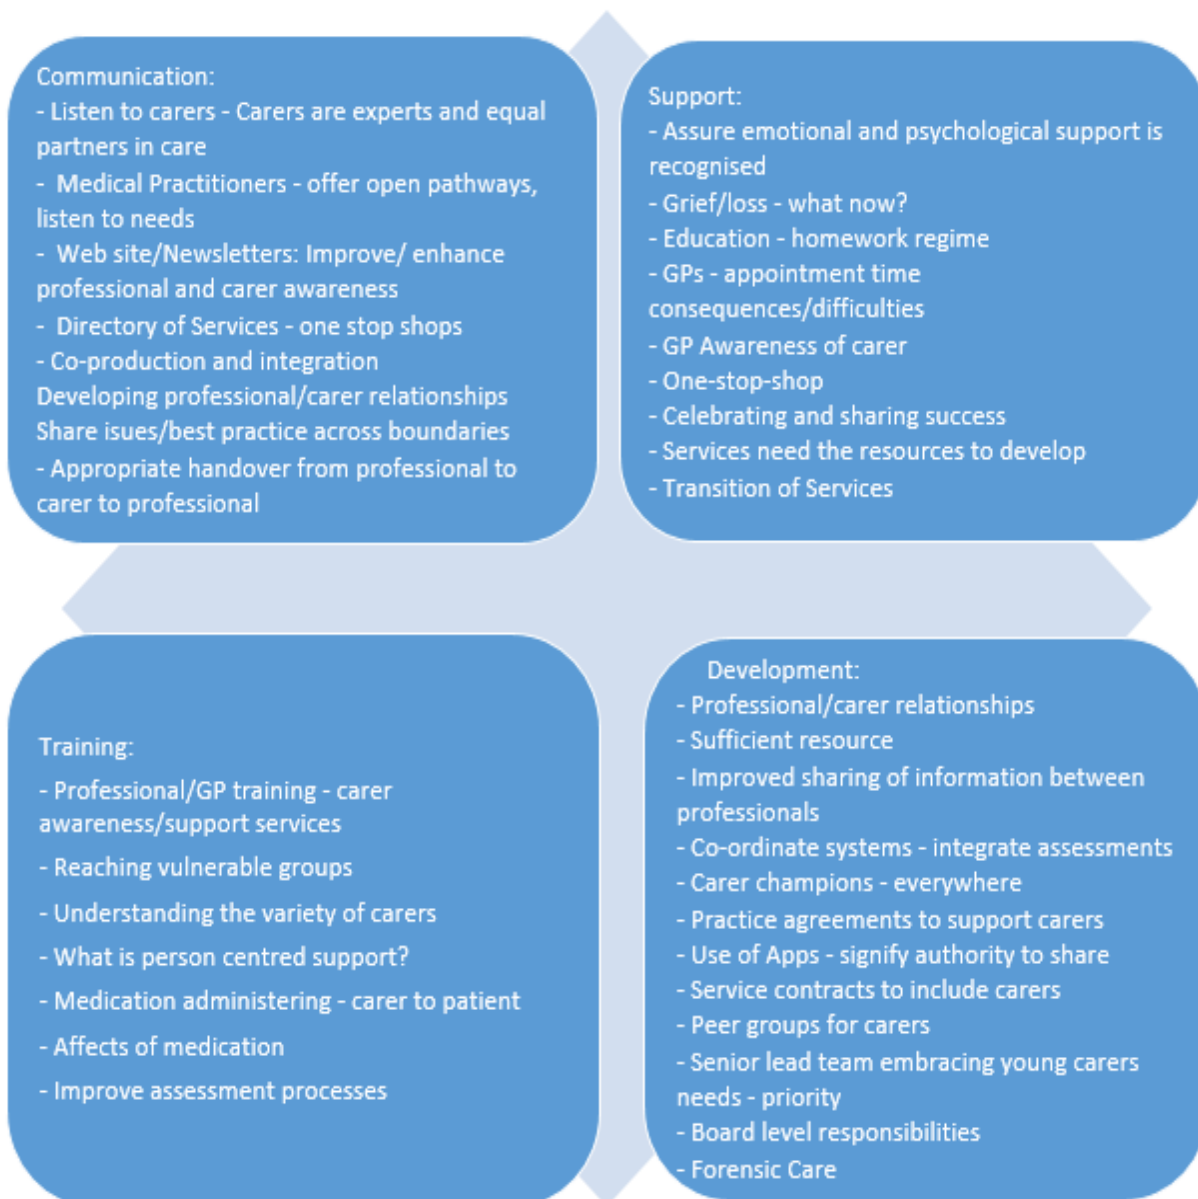 Communication:
- Listen to carers - Carers are experts and equal
partners in care
- Medical Practitioners - offer open pathways,
listen to needs
- Web site/Newsletters: Improve/ enhance
professional and carer awareness
- Directory of Services - one stop shops
- Co-production and integration
Developing professional/carer relationships
Share isues/best practice across boundaries
- Appropriate handover from professional to
carer to professional
Support:
- Assure emotional and psychological support is
recognised
- Grief/loss - what now?
- Education - homework regime
- GPs - appointment time
consequences/difficulties
- GP Awareness of carer
- One-stop-shop
- Celebrating and sharing success
- Services need the resources to develop
- Transition of Services
Training:
- Professional/GP training - carer
awareness/support services
- Reaching vulnerable groups
- Understanding the variety of carers
- What is person centred support?
- Medication administering - carer to patient
- Affects of medication
- Improve assessment processes
Development:
- Professional/carer relationships
- Sufficient resource
- Improved sharing of information between
professionals
- Co-ordinate systems - integrate assessments
- Carer champions - everywhere
- Practice agreements to support carers
- Use of Apps - signify authority to share
- Service contracts to include carers
- Peer groups for carers
- Senior lead team embracing young carers
needs - priority
- Board level responsibilities
- Forensic Care